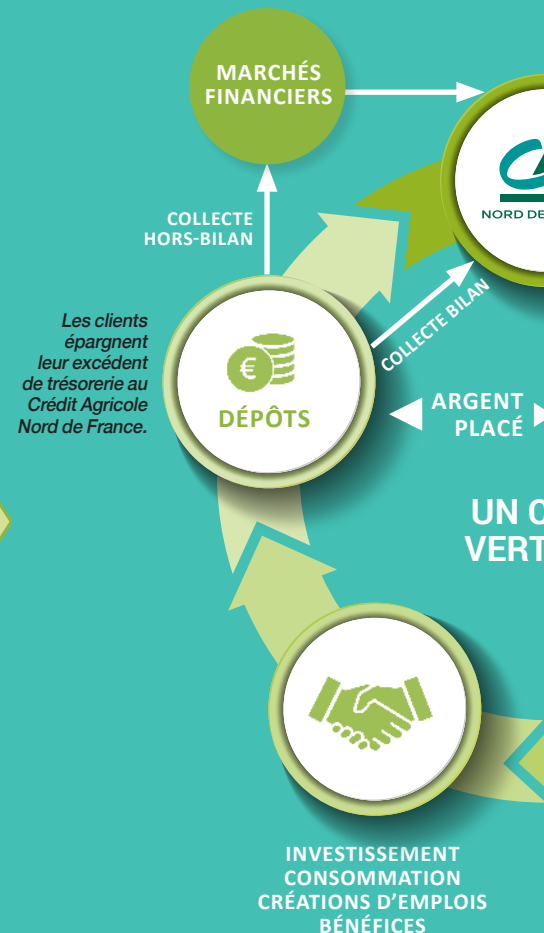 MARCHÉS
FINANCIERS
COLLECTE
HORS-BILAN
NORD DE
COLLECTE BILAN
Les clients
épargnent
leur excédent
de trésorerie au
Crédit Agricole
Nord de France.
€
DÉPÔTS
ARGENT
PLACÉ
UN C
VERT
INVESTISSEMENT
CONSOMMATION
CRÉATIONS D'EMPLOIS
BÉNÉFICES